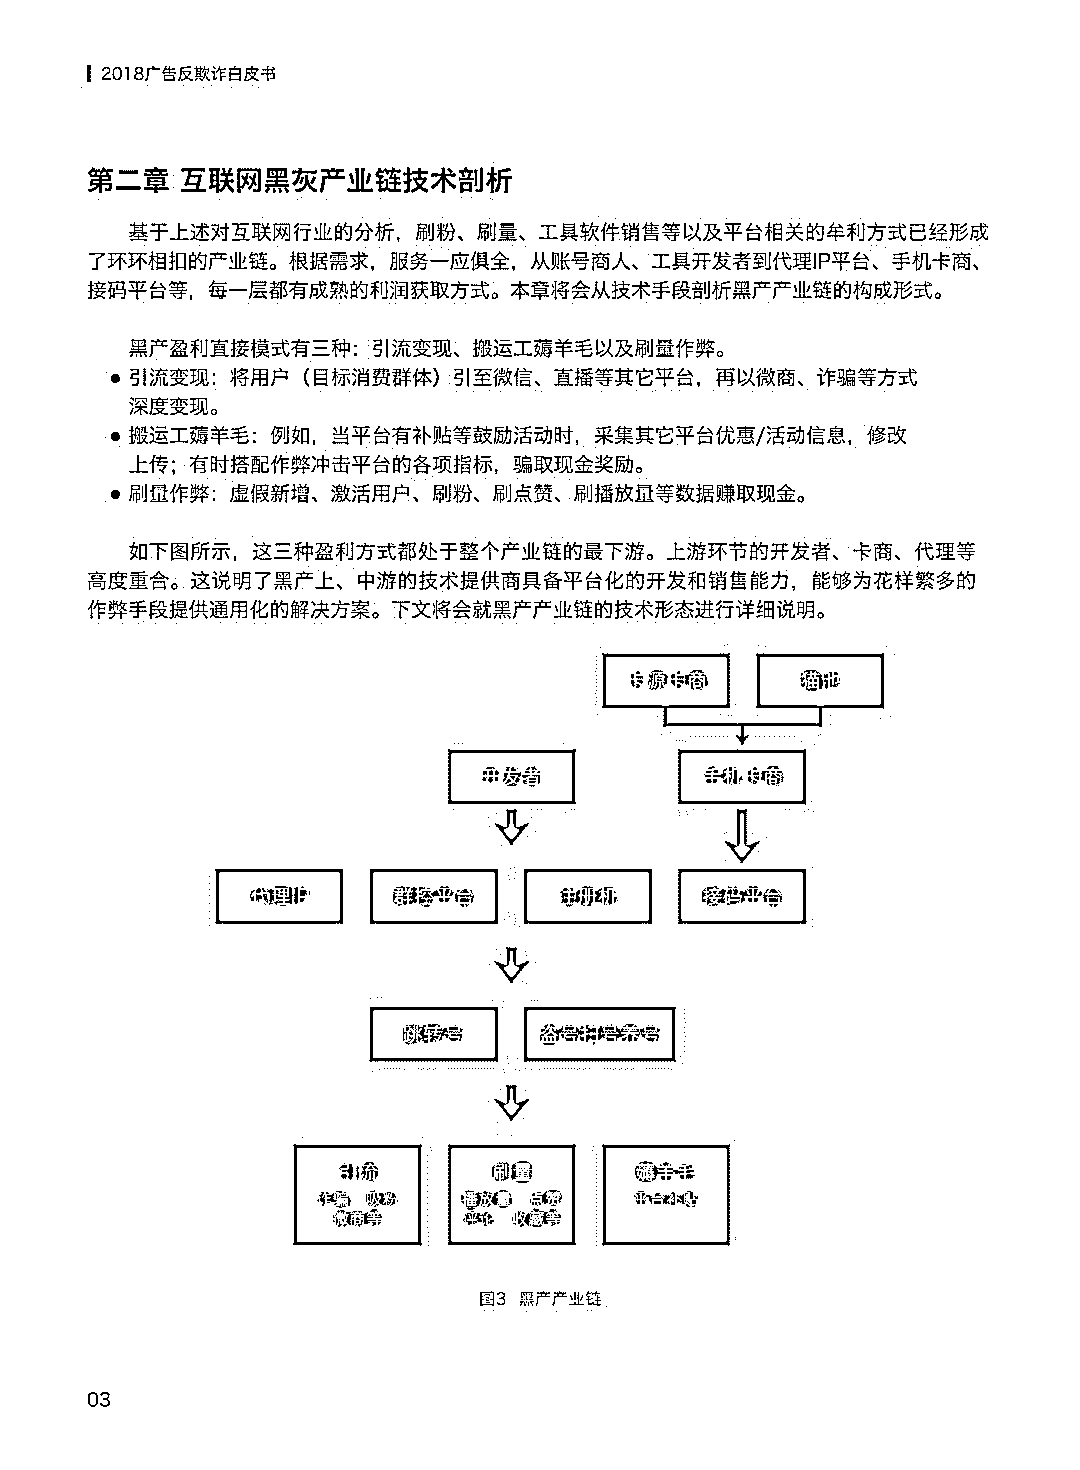 2018广告反欺诈白皮书
第二章 互联网黑灰产业链技术剖析
基于上述对互联网行业的分析，刷粉、刷量、工具软件销售等以及平台相关的牟利方式已经形成
了环环相扣的产业链。根据需求，服务一应俱全，从账号商人、工具开发者到代理IP平台、手机卡商、
接码平台等，每一层都有成熟的利润获取方式。本章将会从技术手段剖析黑产产业链的构成形式。
黑产盈利直接模式有三种：引流变现、搬运工薅羊毛以及刷量作弊。
● 引流变现：将用户（目标消费群体）引至微信、直播等其它平台，再以微商、诈骗等方式
深度变现。
● 搬运工薅羊毛：例如，当平台有补贴等鼓励活动时，采集其它平台优惠/活动信息，修改
上传；有时搭配作弊冲击平台的各项指标，骗取现金奖励。
● 刷量作弊：虚假新增、激活用户、刷粉、刷点赞、刷播放量等数据赚取现金。
如下图所示，这三种盈利方式都处于整个产业链的最下游。上游环节的开发者、卡商、代理等
高度重合。这说明了黑产上、中游的技术提供商具备平台化的开发和销售能力，能够为花样繁多的
作弊手段提供通用化的解决方案。下文将会就黑产产业链的技术形态进行详细说明。
卡源卡商 猫池
开发者 手机卡商
代理IP 群控平台 注册机 接码平台
跳转号 盗号扫号养号
引流 刷量 薅羊毛
诈骗 吸粉 播放量 点赞 平台补贴
微商等 评论 收藏等
图3 黑产产业链
03